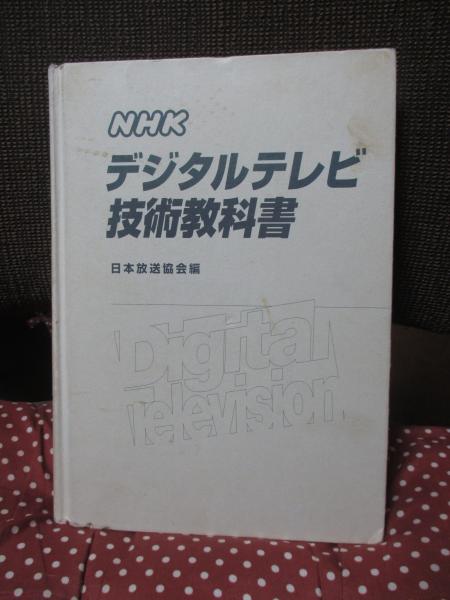 NHK
デジタルテレビ
技術教科書
日本放送協会編
Digital
Television